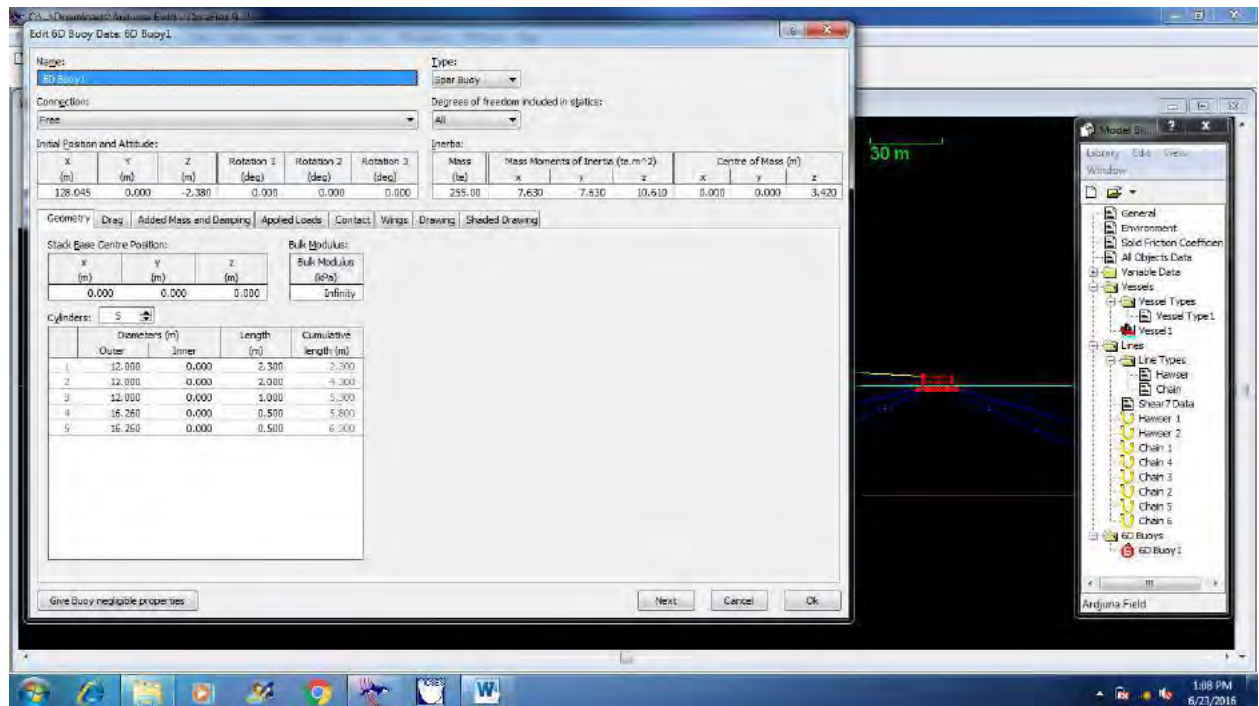 Edit 6D Buoy Data: 6D Buoy1
Name:
6D Buoy1
Type:
Spar Buoy
Connection:
Free
Degrees of freedom included in statics:
All
Initial Position and Attitude:
X Y Z Rotation 1 Rotation 2 Rotation 3
(m) (m) (m) (deg) (deg) (deg)
128.045 0.000 -2.380 0.000 0.000 0.000
Inertia:
Mass Mass Moments of Inertia (te.m^2) Centre of Mass (m)
(te) x y z x y z
255.00 7.630 7.630 10.610 0.000 0.000 3.420
Geometry Drag Added Mass and Damping Applied Loads Contact Wings Drawing Shaded Drawing
Stack Base Centre Position:
x y z
(m) (m) (m)
0.000 0.000 0.000
Bulk Modulus:
Bulk Modulus
(kPa)
Infinity
Cylinders: 5
Diameters (m) Length Cumulative
Outer Inner (m) length (m)
1 12.000 0.000 2.300 2.300
2 12.000 0.000 2.000 4.300
3 12.000 0.000 1.000 5.300
4 16.260 0.000 0.500 5.800
5 16.260 0.000 0.500 6.300
Give Buoy negligible properties
Next
Cancel
Ok
30 m
Model Br...
Library Edit View
Window
General
Environment
Solid Friction Coefficien
All Objects Data
Variable Data
Vessels
Vessel Types
Vessel Type1
Vessel1
Lines
Line Types
Hawser
Chain
Shear7 Data
Hawser 1
Hawser 2
Chain 1
Chain 4
Chain 3
Chain 2
Chain 5
Chain 6
6D Buoys
6D Buoy1
Ardjuna Field
1:08 PM
6/23/2016